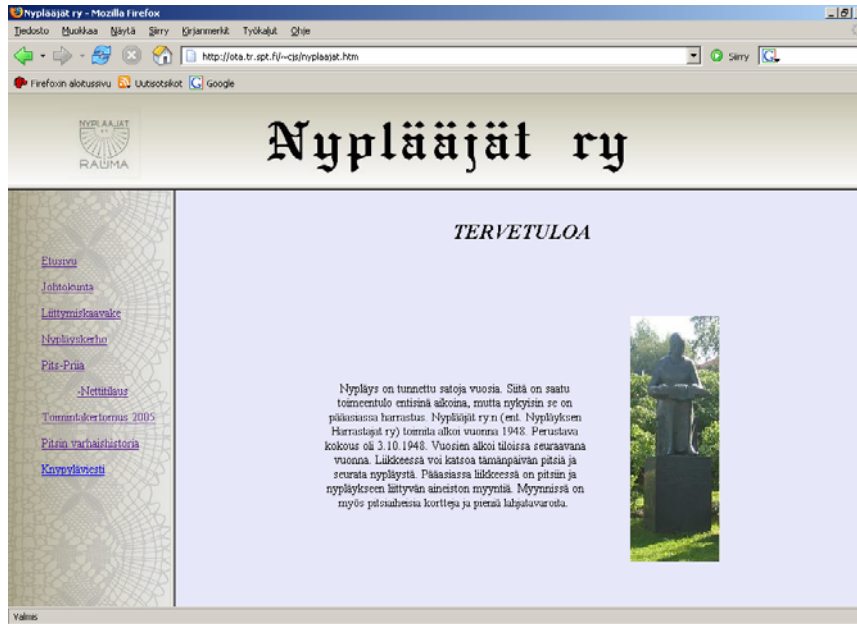 Nyplääjät ry - Mozilla Firefox
Tiedosto Muokkaa Näytä Siirry Kirjanmerkit Työkalut Ohje
http://ota.tr.spt.fi/~cjs/nyplaajat.htm
Siirry
Firefoxin aloitussivu Uutisotsikot Google
NYPLÄÄJÄT
RAUMA
Nyplääjät ry
TERVETULOA
Etusivu
Johtokunta
Liittymiskaavake
Nypläyskerho
Pits-Priia
-Nettitilaus
Toimintakertomus 2005
Pitsin varhaishistoria
Knypyläviesti
Nypläys on tunnettu satoja vuosia. Siitä on saatu
toimeentulo entisinä aikoina, mutta nykyisin se on
pääasiassa harrastus. Nyplääjät ry:n (ent. Nypläyksen
Harrastajat ry) toiminta alkoi vuonna 1948. Perustava
kokous oli 3.10.1948. Vuosien alkoi tiloissa seuraavana
vuonna. Liikkeessä voi katsoa tämänpäivän pitsiä ja
seurata nypläystä. Pääasiassa liikkeessä on pitsiin ja
nypläykseen liittyvän aineiston myyntiä. Myynnissä on
myös pitsiaiheisia kortteja ja pieniä lahjatavaroita.
Valmis